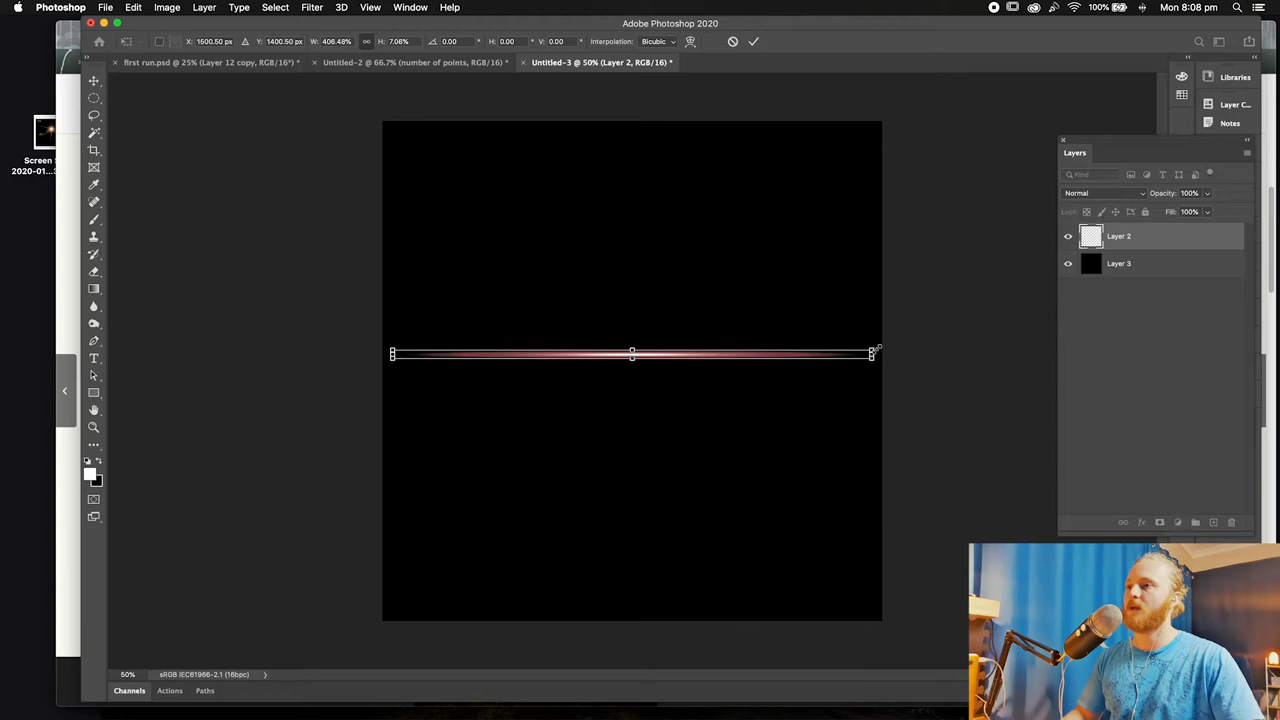 Photoshop File Edit Image Layer Type Select Filter 3D View Window Help 100% Mon 8:08 pm
Adobe Photoshop 2020
X: 1500.50 px Y: 1400.50 px W: 406.48% H: 7.06% 0.00 ° H: 0.00 ° V: 0.00 ° Interpolation: Bicubic
first run.psd @ 25% (Layer 12 copy, RGB/16*) * Untitled-2 @ 66.7% (number of points, RGB/16) * Untitled-3 @ 50% (Layer 2, RGB/16) *
Libraries
Layer C...
Notes
Screen S
2020-01...3
Layers
Kind
Normal Opacity: 100%
Lock: Fill: 100%
Layer 2
Layer 3
50% sRGB IEC61966-2.1 (16bpc)
Channels Actions Paths